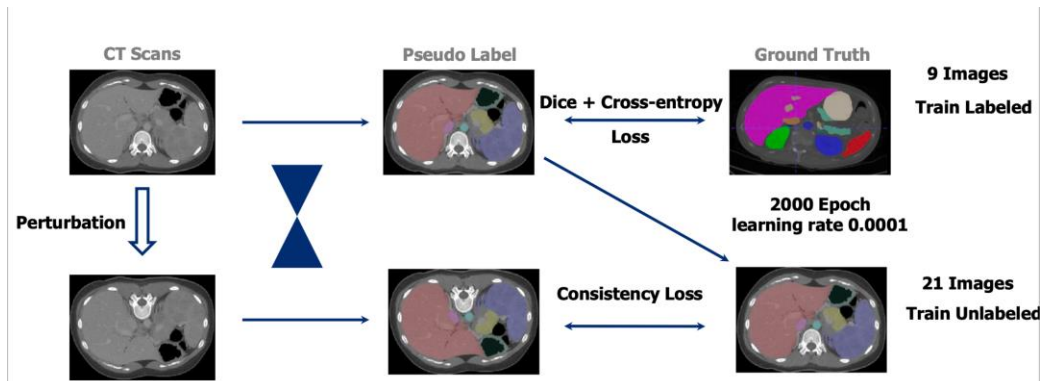 CT Scans
Pseudo Label
Ground Truth
9 Images
Train Labeled
Dice + Cross-entropy
Loss
2000 Epoch
learning rate 0.0001
Perturbation
Consistency Loss
21 Images
Train Unlabeled